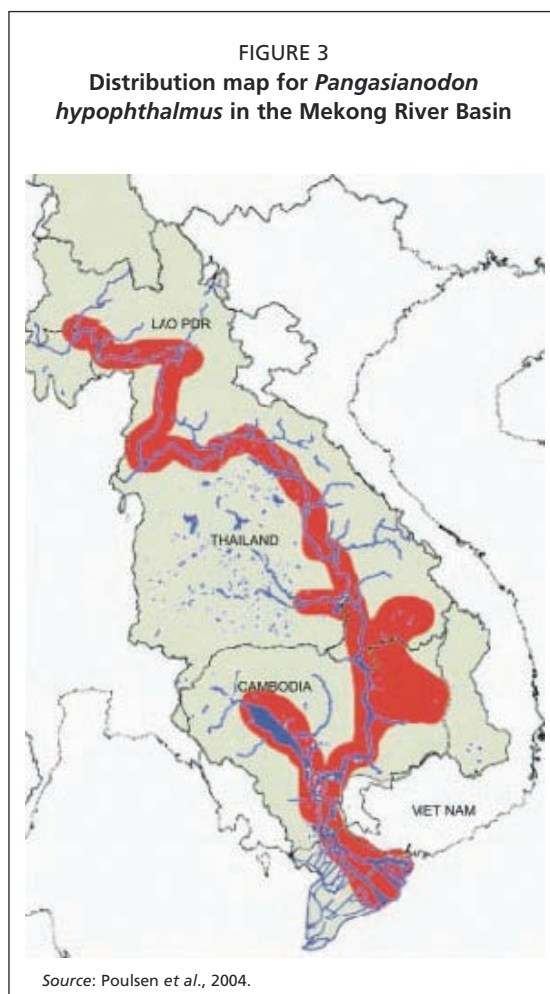 FIGURE 3
Distribution map for Pangasianodon
hypophthalmus in the Mekong River Basin
LAO PDR
THAILAND
CAMBODIA
VIET NAM
Source: Poulsen et al., 2004.